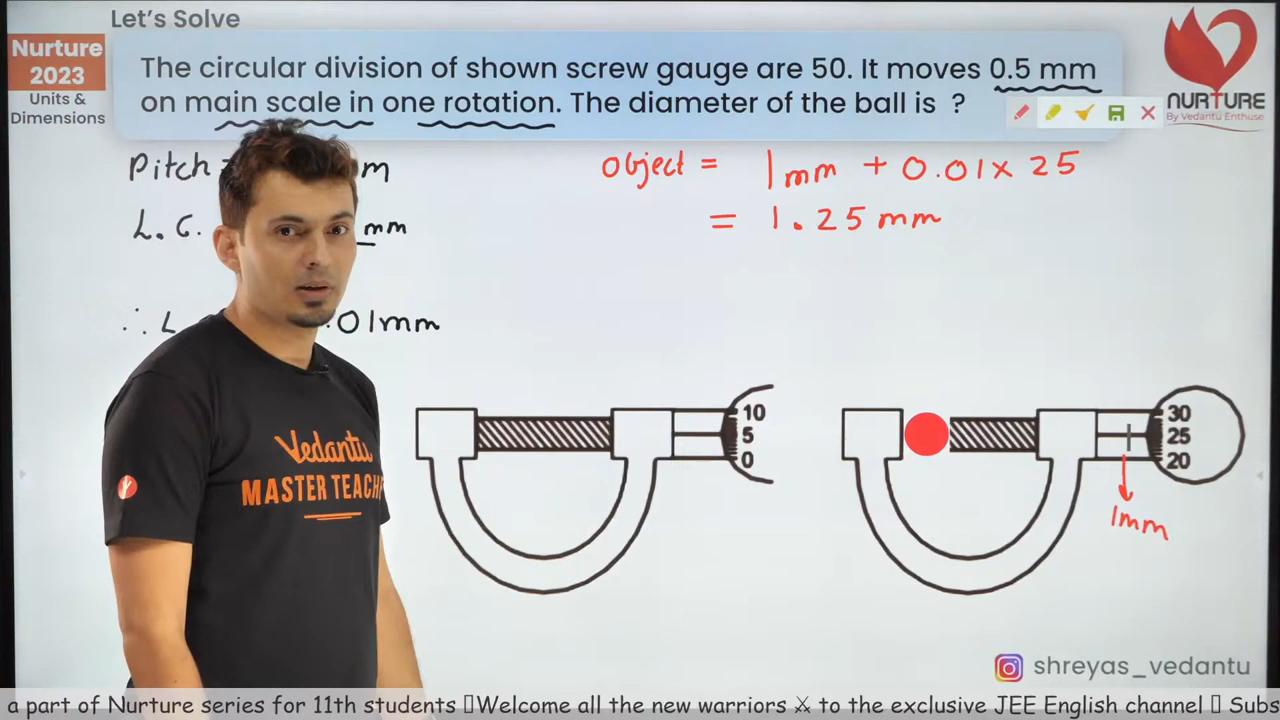 Let's Solve
Nurture
2023
Units &
Dimensions
The circular division of shown screw gauge are 50. It moves 0.5 mm
on main scale in one rotation. The diameter of the ball is ?
NURTURE
By Vedantu Enthuse
Pitch = m
L.C. mm
∴ L 01mm
Object = 1mm + 0.01 x 25
= 1.25 mm
Vedantu
MASTER TEACH
10
5
0
30
25
20
1mm
shreyas_vedantu
a part of Nurture series for 11th students Welcome all the new warriors ⚔ to the exclusive JEE English channel Subs